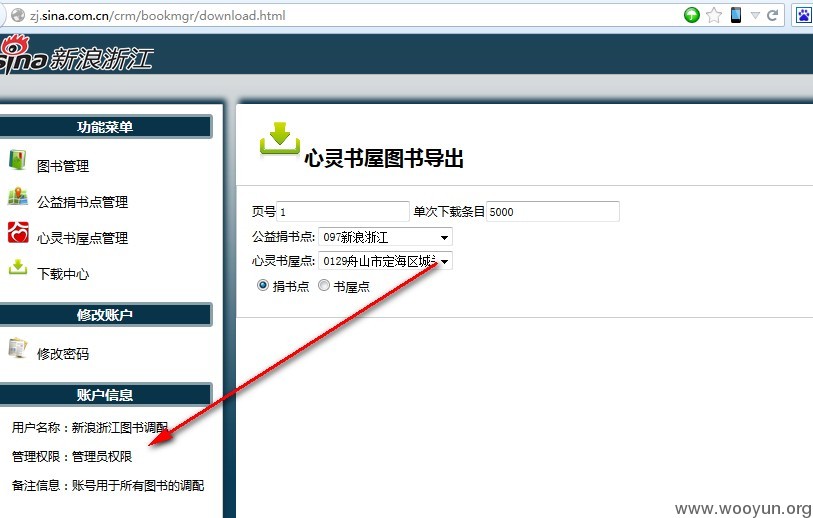 zj.sina.com.cn/crm/bookmgr/download.html
sina新浪浙江
功能菜单
图书管理
公益捐书点管理
心灵书屋点管理
下载中心
修改账户
修改密码
账户信息
用户名称：新浪浙江图书调配
管理权限：管理员权限
备注信息：账号用于所有图书的调配
心灵书屋图书导出
页号 1 单次下载条目 5000
公益捐书点: 097新浪浙江
心灵书屋点: 0129舟山市定海区城
捐书点 书屋点
www.wooyun.org